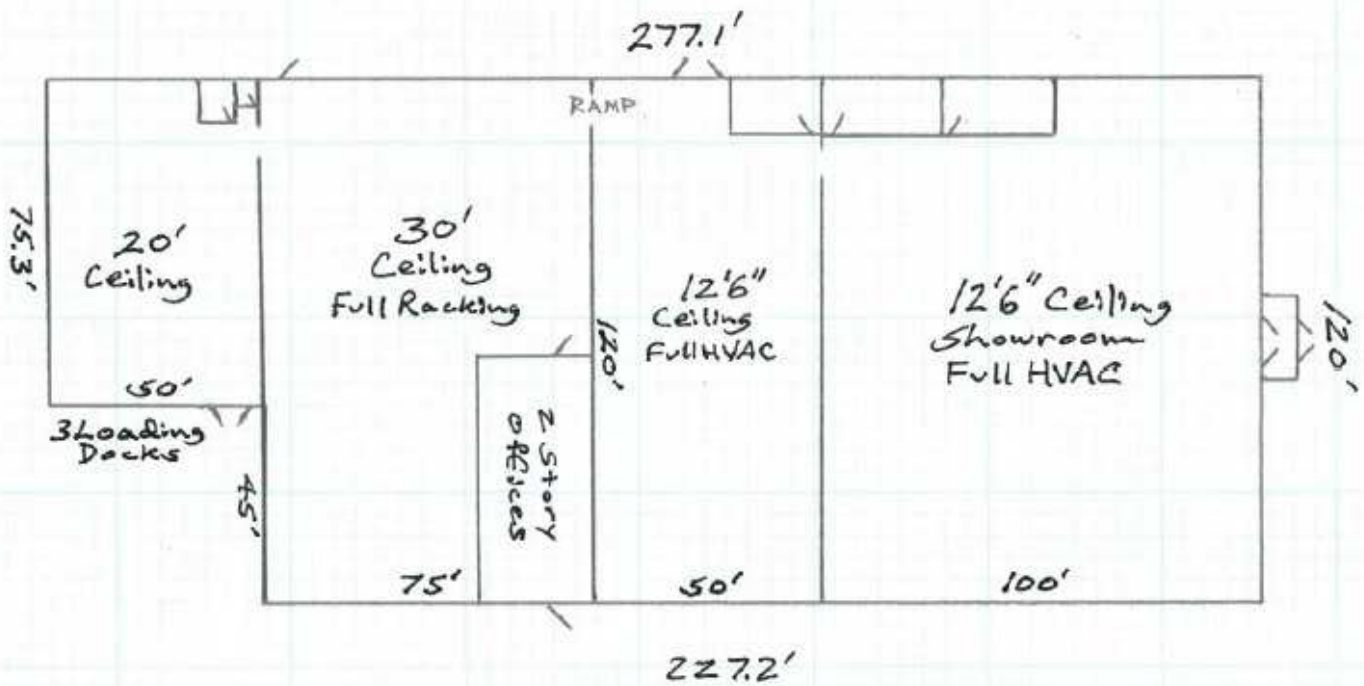 277.1'
RAMP
75.3'
20'
Ceiling
30'
Ceiling
Full Racking
12'6"
Ceiling
Full HVAC
12'6" Ceiling
Showroom
Full HVAC
120'
120'
50'
3 Loading
Docks
45'
2 Story
offices
75'
50'
100'
227.2'